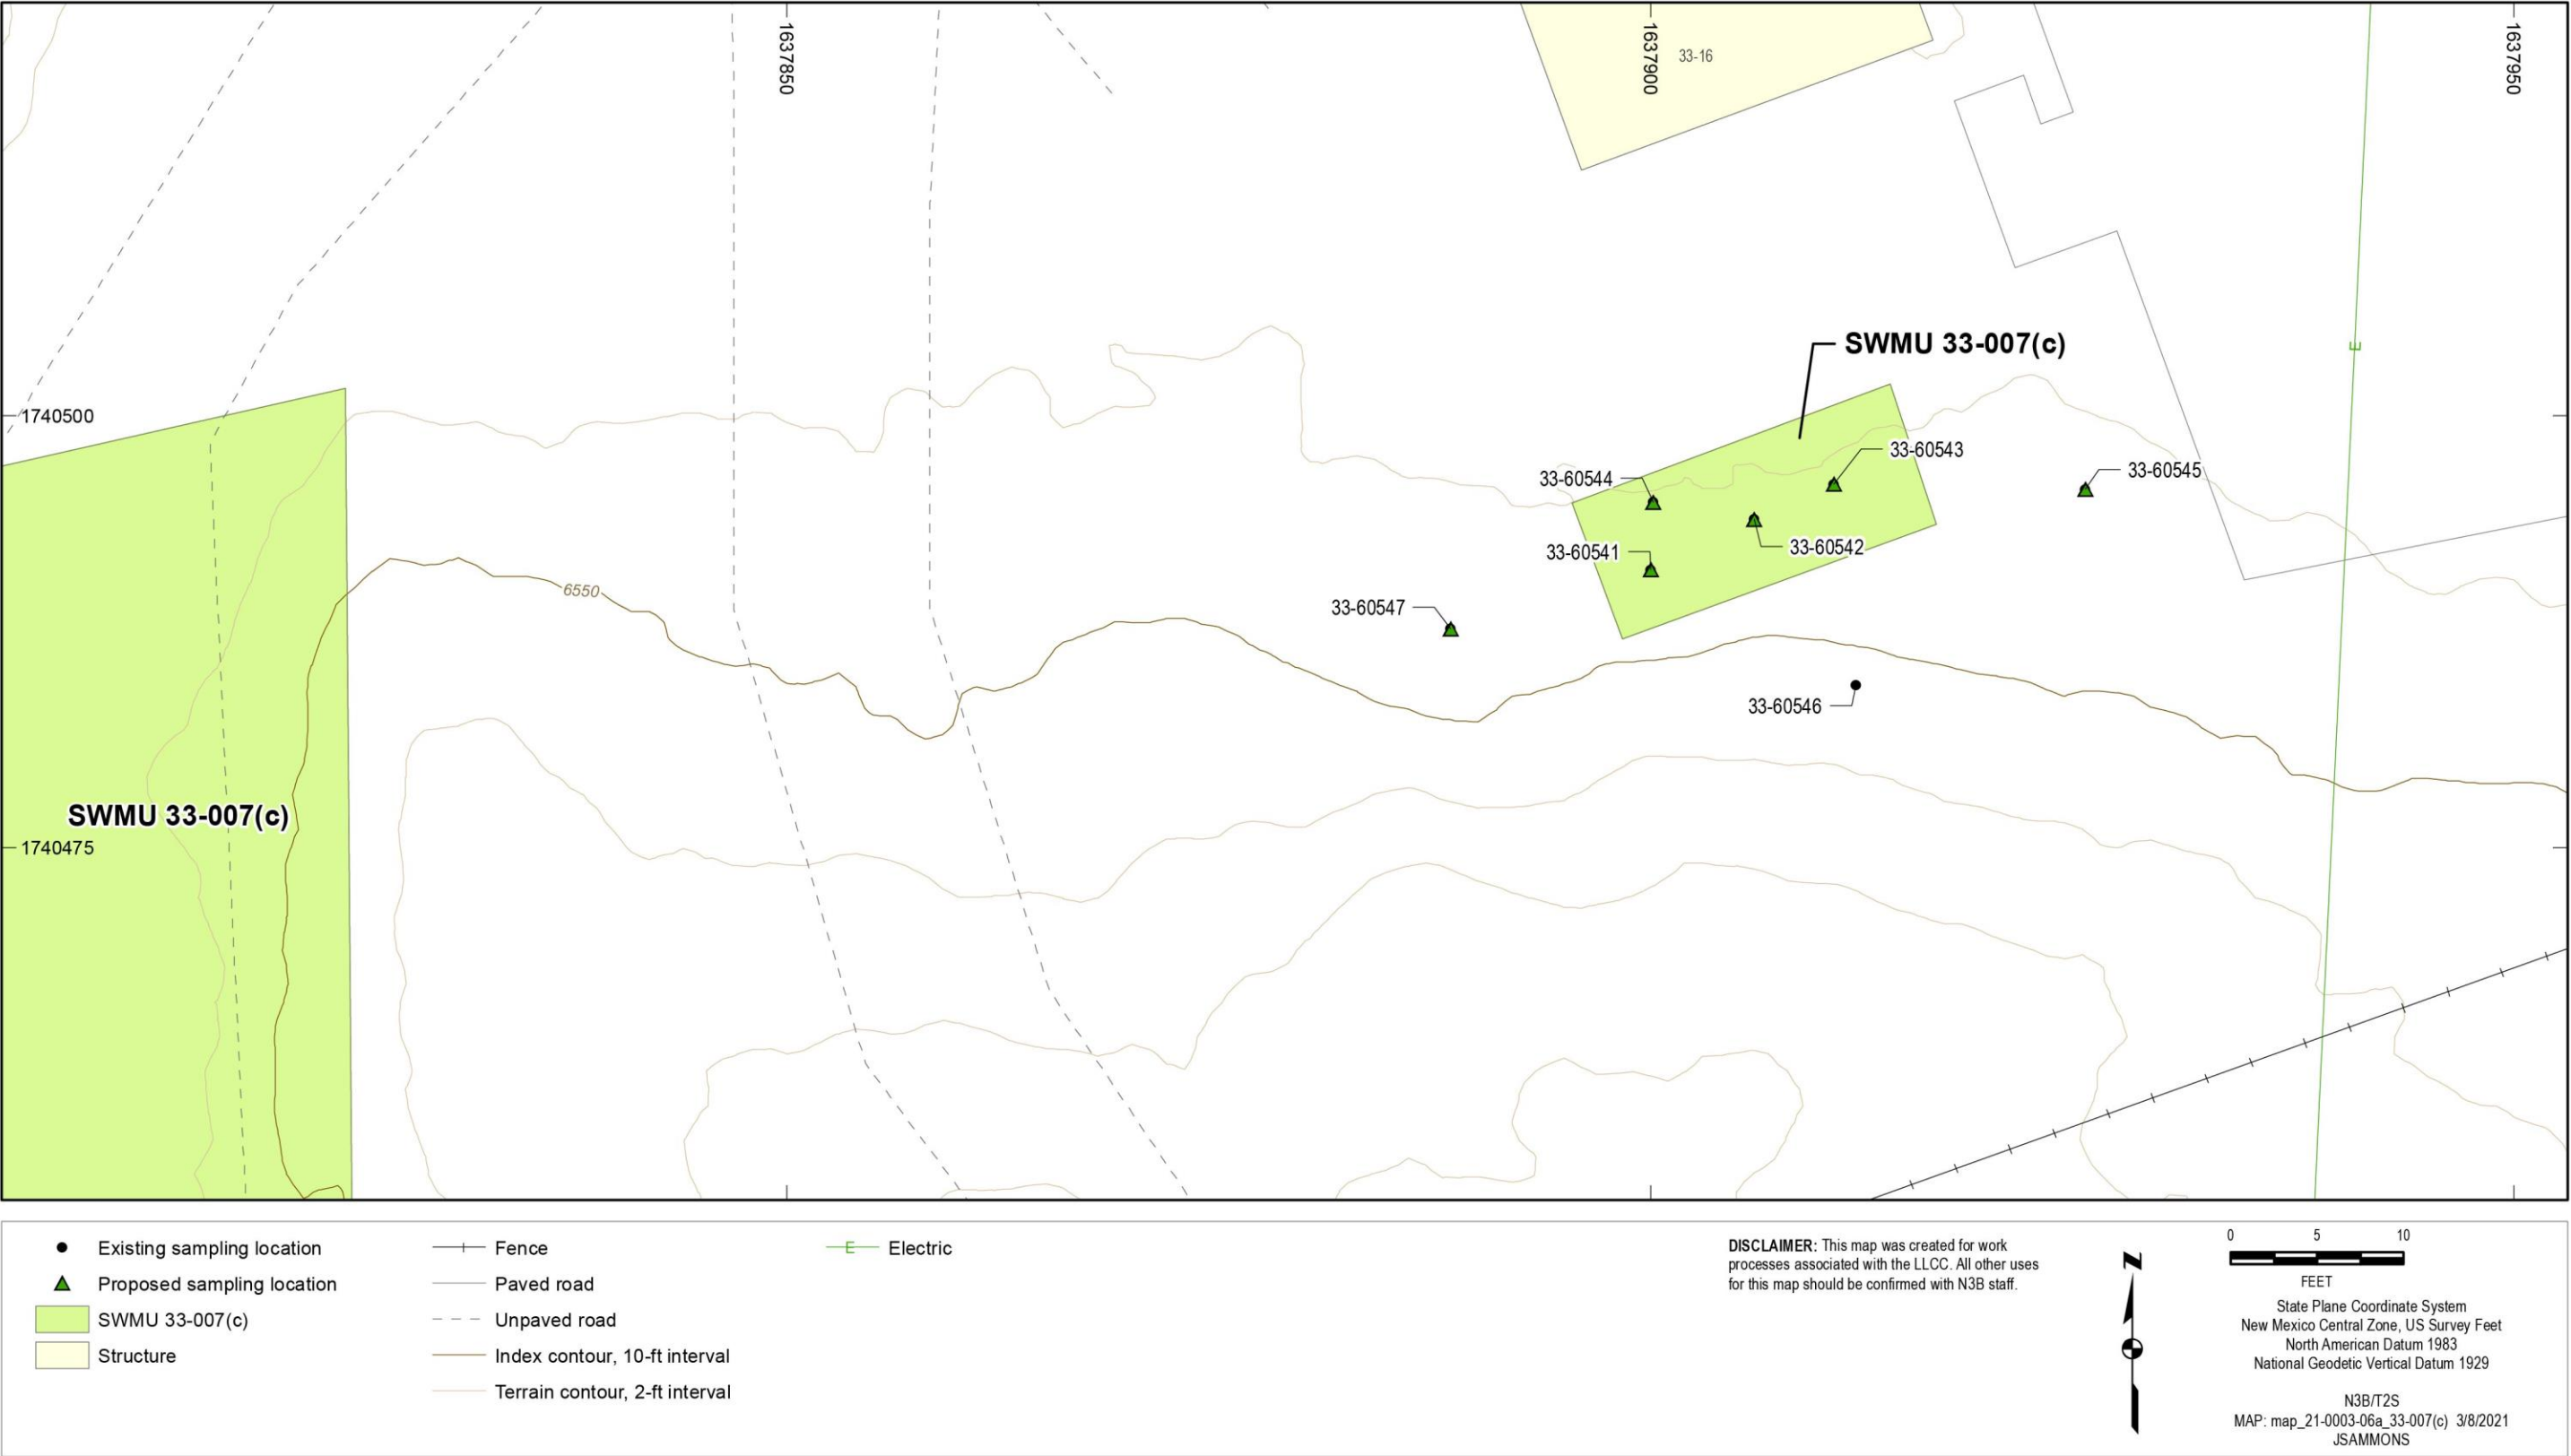 1637850
1637900
1637950
33-16
SWMU 33-007(c)
1740500
33-60543
33-60544
33-60545
33-60542
33-60541
6550
33-60547
33-60546
SWMU 33-007(c)
1740475
E
Existing sampling location
Proposed sampling location
SWMU 33-007(c)
Structure
Fence
Paved road
Unpaved road
Index contour, 10-ft interval
Terrain contour, 2-ft interval
E
Electric
DISCLAIMER: This map was created for work
processes associated with the LLCC. All other uses
for this map should be confirmed with N3B staff.
N
0 5 10
FEET
State Plane Coordinate System
New Mexico Central Zone, US Survey Feet
North American Datum 1983
National Geodetic Vertical Datum 1929
N3B/T2S
MAP: map_21-0003-06a_33-007(c) 3/8/2021
JSAMMONS